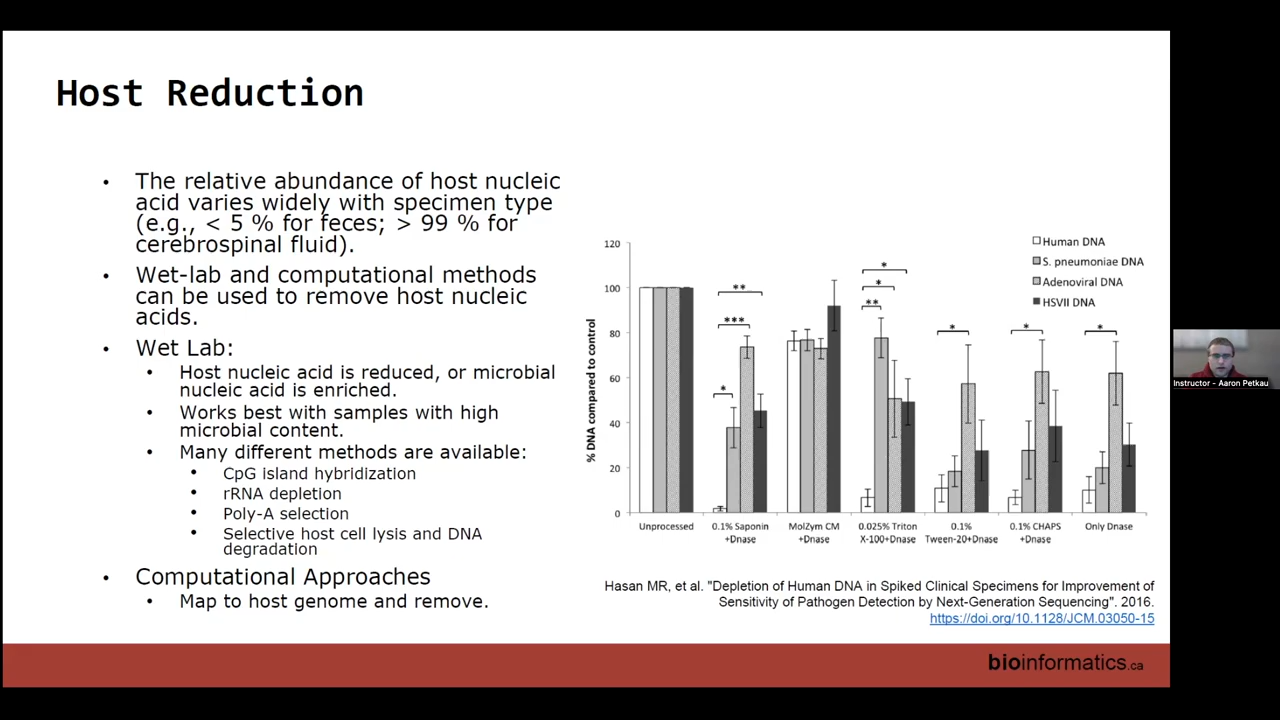 Host Reduction
• The relative abundance of host nucleic
acid varies widely with specimen type
(e.g., < 5 % for feces; > 99 % for
cerebrospinal fluid).
• Wet-lab and computational methods
can be used to remove host nucleic
acids.
• Wet Lab:
• Host nucleic acid is reduced, or microbial
nucleic acid is enriched.
• Works best with samples with high
microbial content.
• Many different methods are available:
• CpG island hybridization
• rRNA depletion
• Poly-A selection
• Selective host cell lysis and DNA
degradation
• Computational Approaches
• Map to host genome and remove.
% DNA compared to control
120
100
80
60
40
20
0
Human DNA
S. pneumoniae DNA
Adenoviral DNA
HSVII DNA
*
***
**
**
*
*
*
*
*
Unprocessed
0.1% Saponin
+Dnase
MolZym CM
+Dnase
0.025% Triton
X-100+Dnase
0.1%
Tween-20+Dnase
0.1% CHAPS
+Dnase
Only Dnase
Hasan MR, et al. "Depletion of Human DNA in Spiked Clinical Specimens for Improvement of
Sensitivity of Pathogen Detection by Next-Generation Sequencing". 2016.
https://doi.org/10.1128/JCM.03050-15
bioinformatics.ca
Instructor - Aaron Petkau